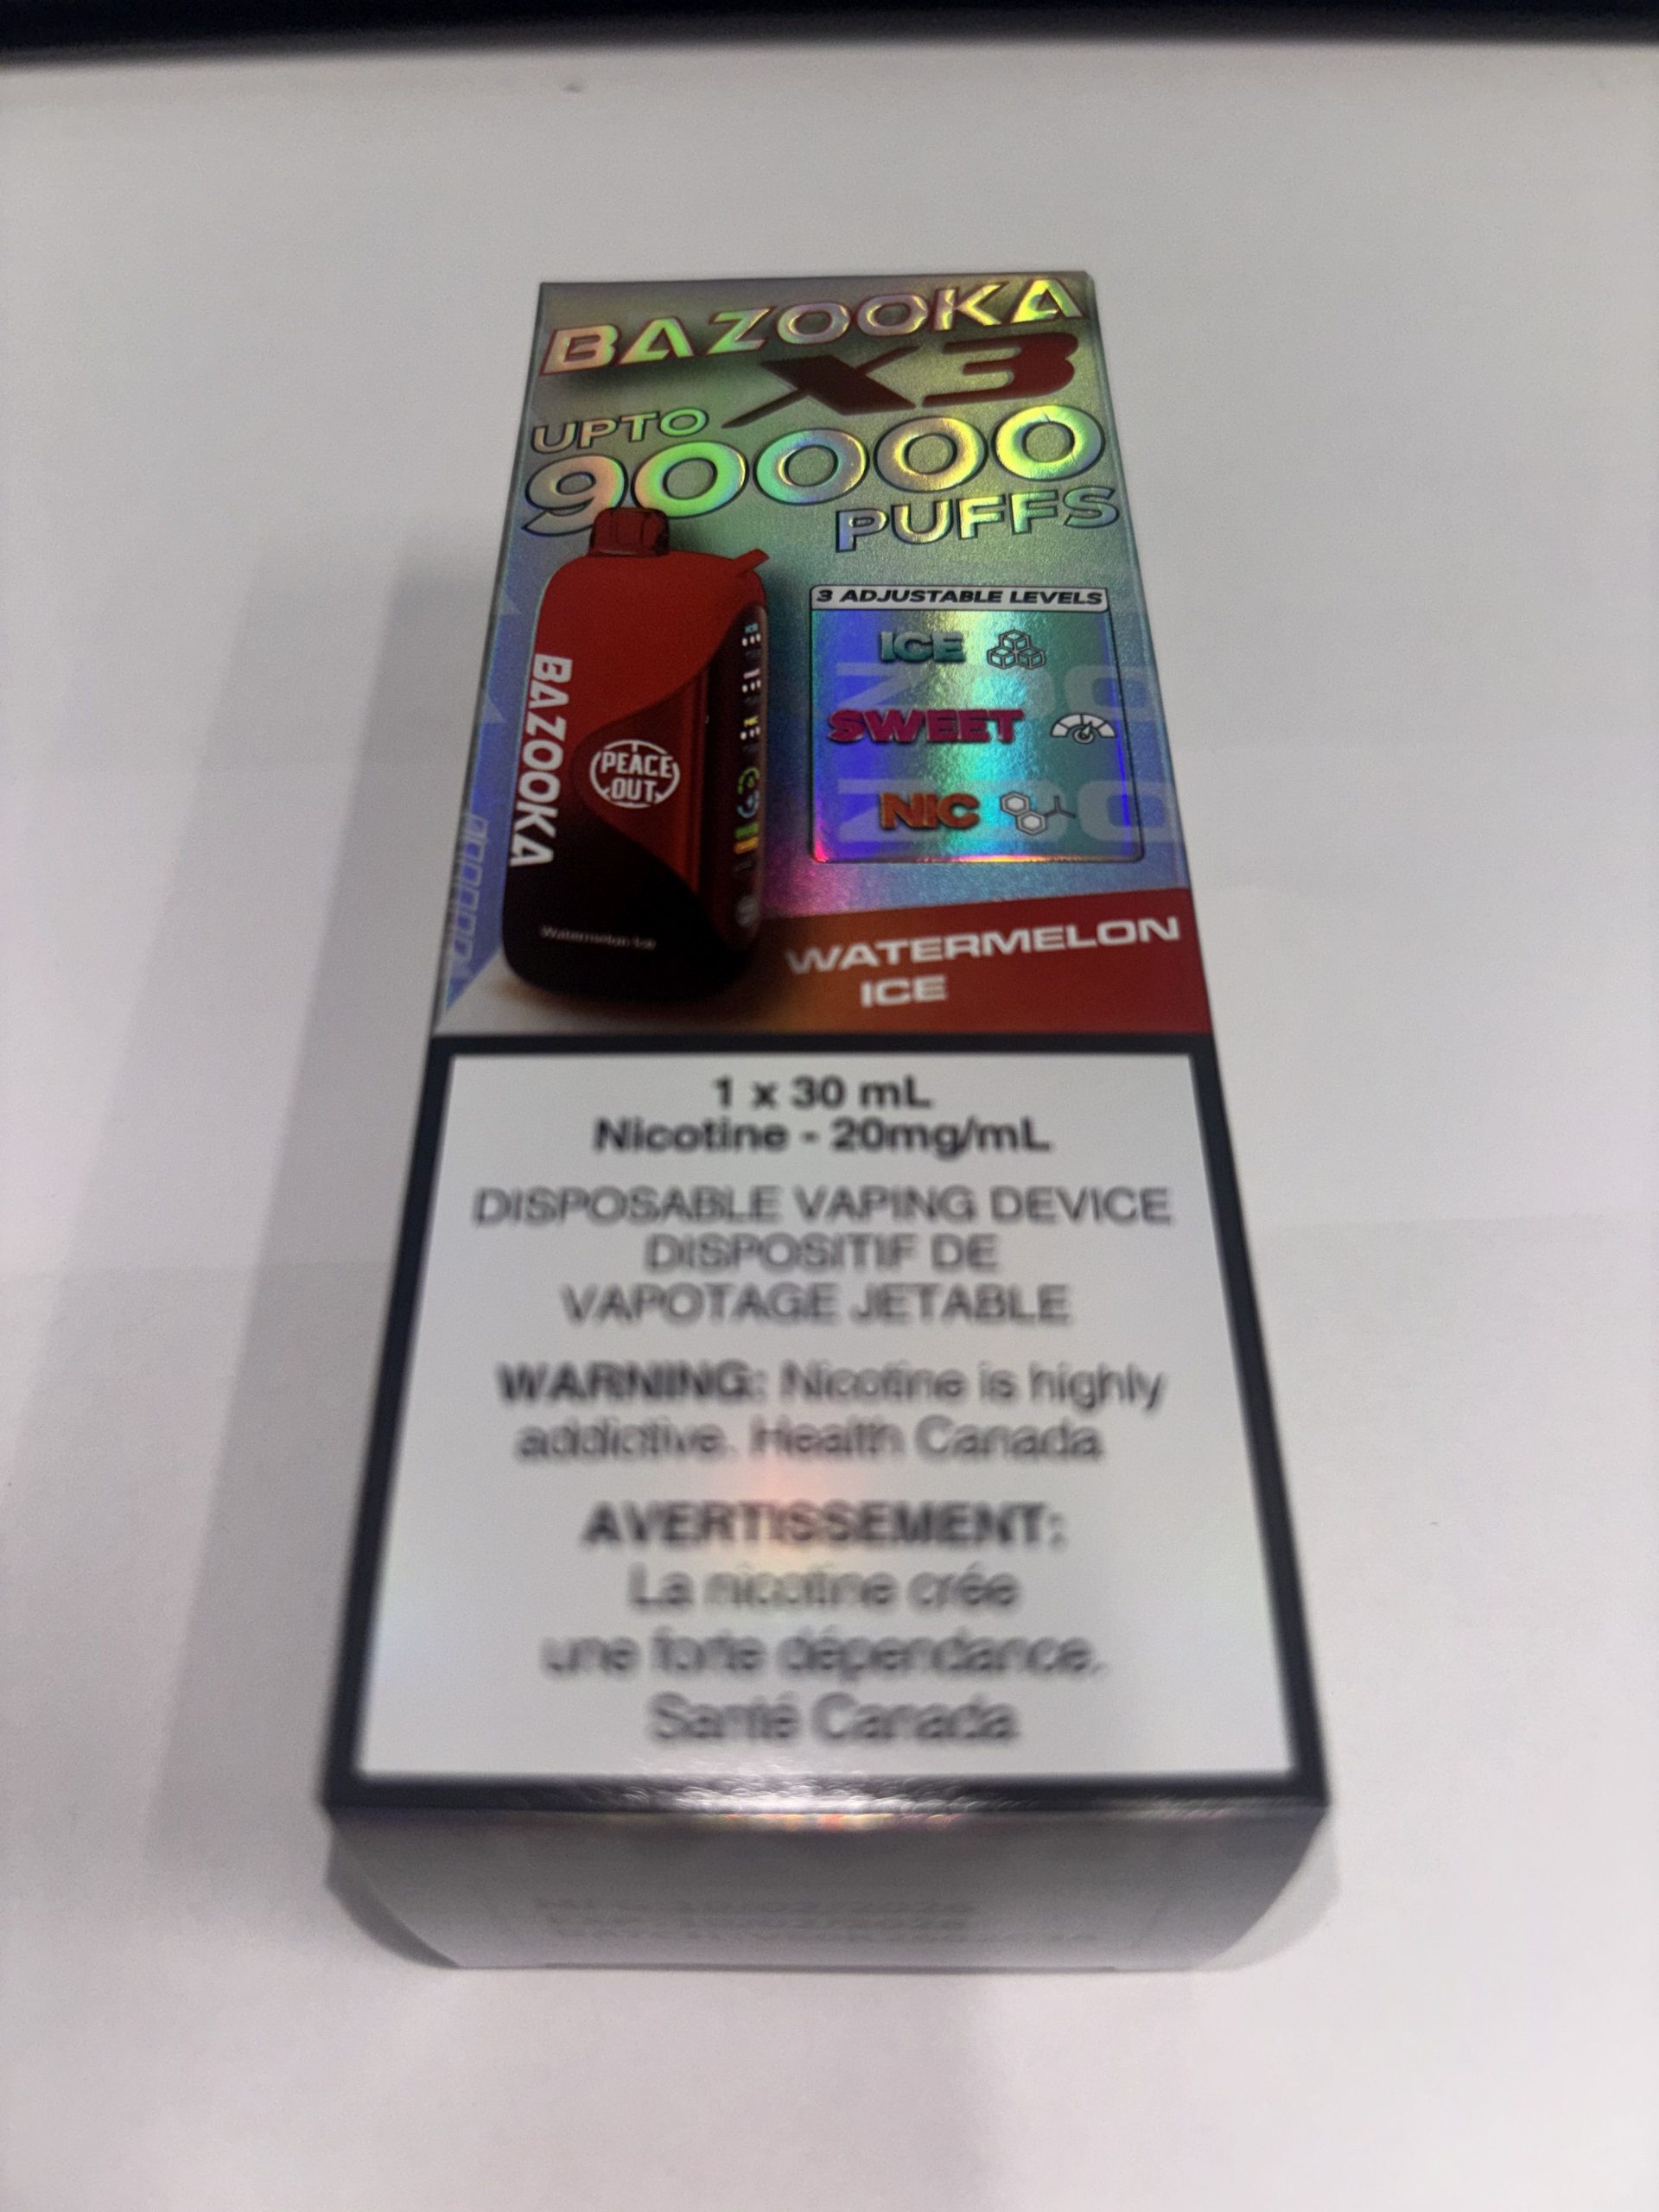 BAZOOKA
X3
UPTO
90000
PUFFS
3 ADJUSTABLE LEVELS
ICE
SWEET
NIC
BAZOOKA
PEACE
OUT
Watermelon Ice
WATERMELON
ICE
1 x 30 mL
Nicotine - 20mg/mL
DISPOSABLE VAPING DEVICE
DISPOSITIF DE
VAPOTAGE JETABLE
WARNING: Nicotine is highly
addictive. Health Canada
AVERTISSEMENT:
La nicotine crée
une forte dépendance.
Santé Canada